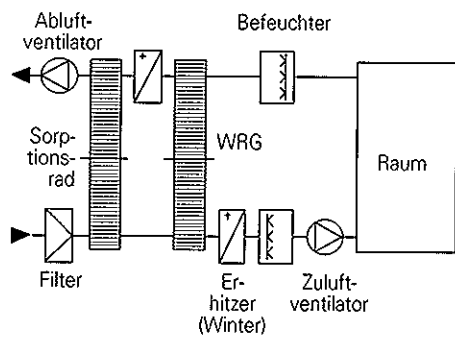 Abluft-
ventilator
Befeuchter
Sorp-
tions-
rad
WRG
Raum
Filter
Er-
hitzer
(Winter)
Zuluft-
ventilator